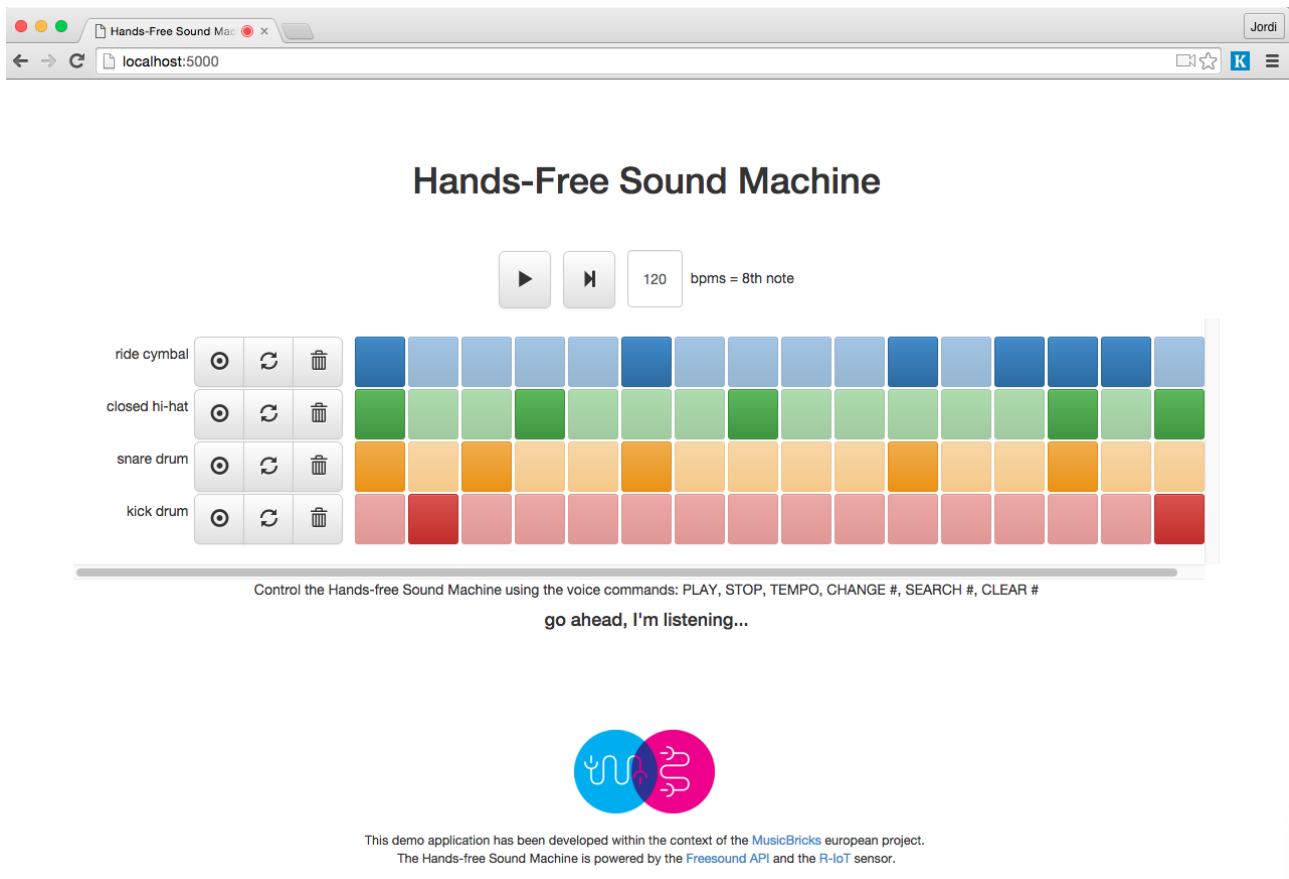 Hands-Free Sound Mac
Jordi
localhost:5000
K
Hands-Free Sound Machine
120 bpms = 8th note
ride cymbal
closed hi-hat
snare drum
kick drum
Control the Hands-free Sound Machine using the voice commands: PLAY, STOP, TEMPO, CHANGE #, SEARCH #, CLEAR #
go ahead, I'm listening...
This demo application has been developed within the context of the MusicBricks european project.
The Hands-free Sound Machine is powered by the Freesound API and the R-IoT sensor.